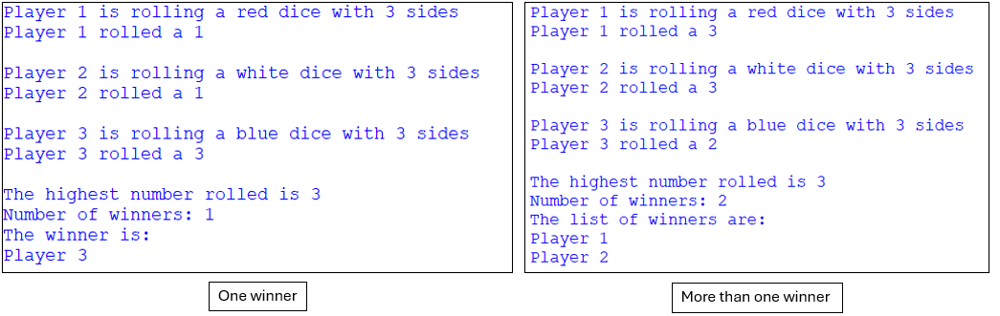 Player 1 is rolling a red dice with 3 sides
Player 1 rolled a 1
Player 2 is rolling a white dice with 3 sides
Player 2 rolled a 1
Player 3 is rolling a blue dice with 3 sides
Player 3 rolled a 3
The highest number rolled is 3
Number of winners: 1
The winner is:
Player 3
One winner
Player 1 is rolling a red dice with 3 sides
Player 1 rolled a 3
Player 2 is rolling a white dice with 3 sides
Player 2 rolled a 3
Player 3 is rolling a blue dice with 3 sides
Player 3 rolled a 2
The highest number rolled is 3
Number of winners: 2
The list of winners are:
Player 1
Player 2
More than one winner